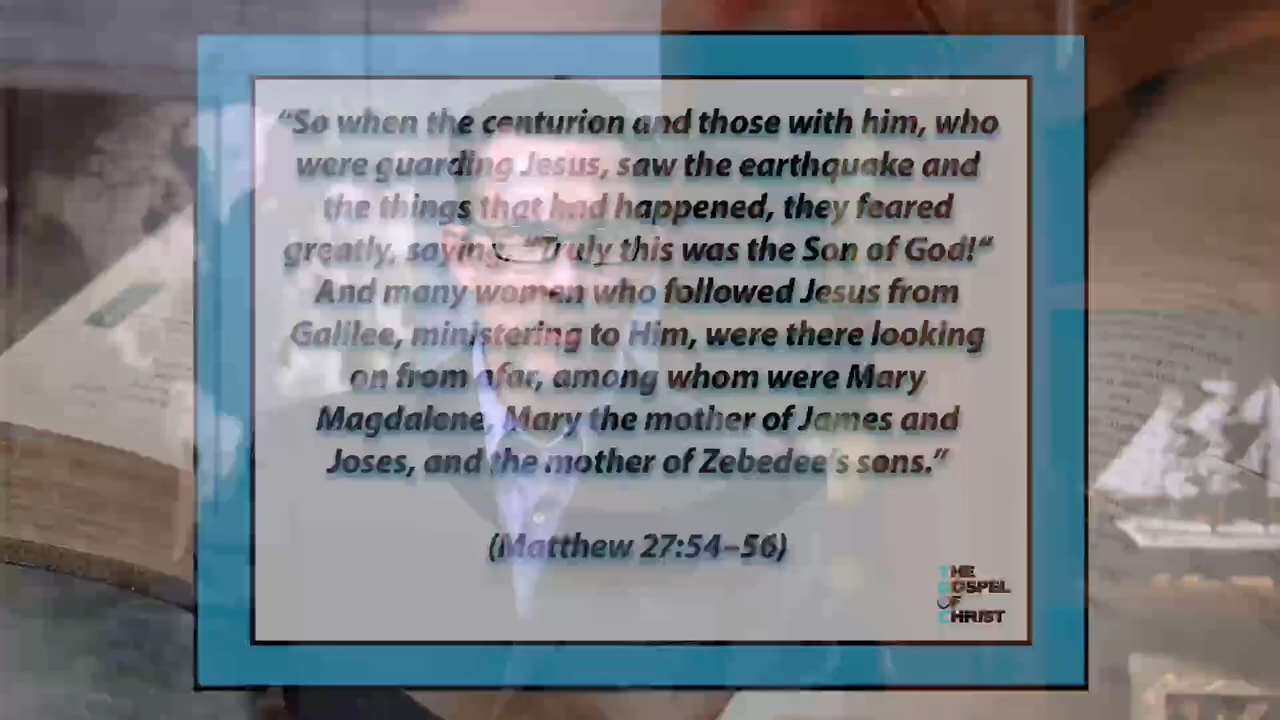 “So when the centurion and those with him, who
were guarding Jesus, saw the earthquake and
the things that had happened, they feared
greatly, saying, “Truly this was the Son of God!“
And many women who followed Jesus from
Galilee, ministering to Him, were there looking
on from afar, among whom were Mary
Magdalene, Mary the mother of James and
Joses, and the mother of Zebedee's sons.”
(Matthew 27:54–56)
THE
GOSPEL
OF
CHRIST